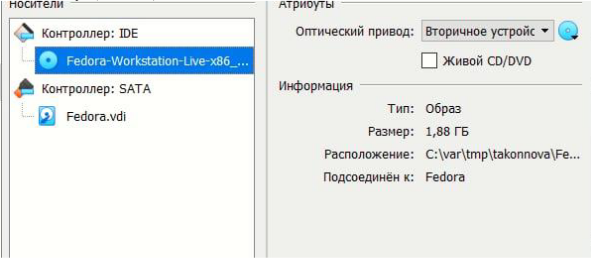 Носители
Контроллер: IDE
Fedora-Workstation-Live-x86_...
Контроллер: SATA
Fedora.vdi
Атрибуты
Оптический привод: Вторичное устройс
Живой CD/DVD
Информация
Тип: Образ
Размер: 1,88 ГБ
Расположение: C:\var\tmp\takonnova\Fe...
Подсоединён к: Fedora